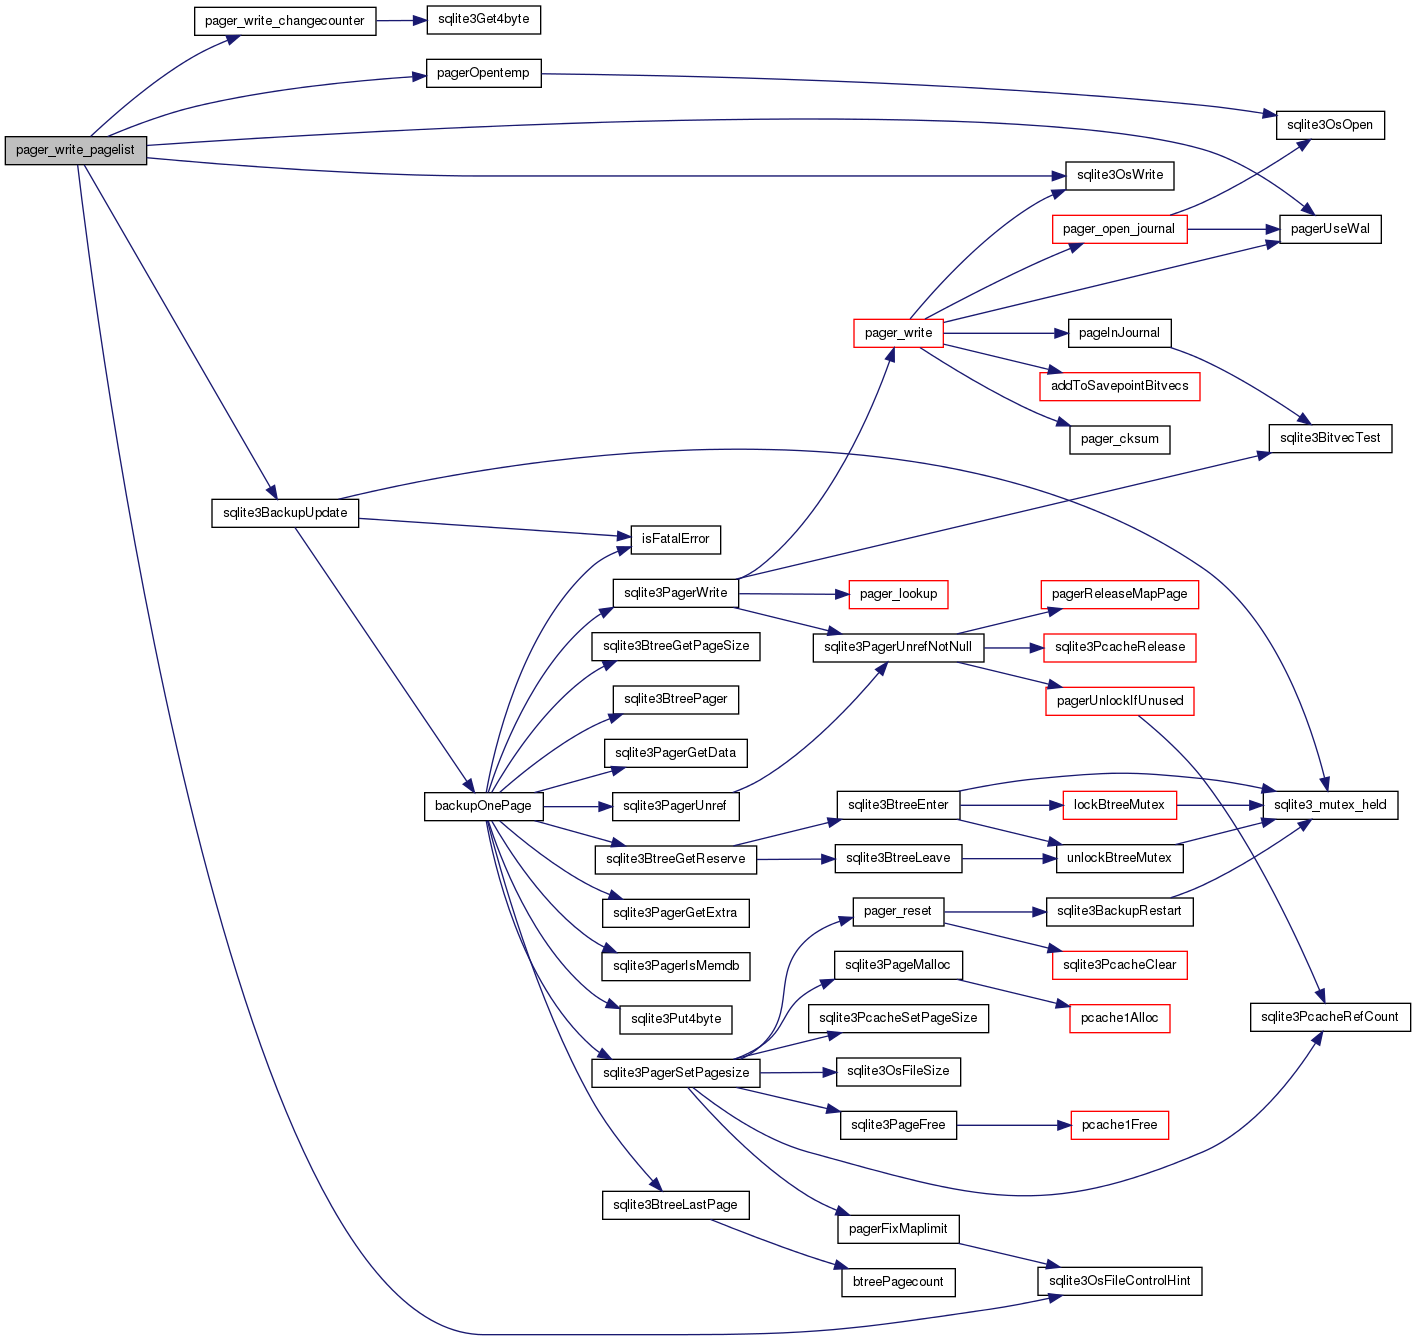 pager_write_changecounter
sqlite3Get4byte
pagerOpentemp
sqlite3OsOpen
pager_write_pagelist
sqlite3OsWrite
pager_open_journal
pagerUseWal
pager_write
pageInJournal
addToSavepointBitvecs
pager_cksum
sqlite3BitvecTest
sqlite3BackupUpdate
isFatalError
sqlite3PagerWrite
pager_lookup
pagerReleaseMapPage
sqlite3BtreeGetPageSize
sqlite3PagerUnrefNotNull
sqlite3PcacheRelease
sqlite3BtreePager
pagerUnlockIfUnused
sqlite3PagerGetData
backupOnePage
sqlite3PagerUnref
sqlite3BtreeEnter
lockBtreeMutex
sqlite3_mutex_held
sqlite3BtreeGetReserve
sqlite3BtreeLeave
unlockBtreeMutex
sqlite3PagerGetExtra
pager_reset
sqlite3BackupRestart
sqlite3PagerIsMemdb
sqlite3PageMalloc
sqlite3PcacheClear
sqlite3Put4byte
sqlite3PcacheSetPageSize
pcache1Alloc
sqlite3PcacheRefCount
sqlite3PagerSetPagesize
sqlite3OsFileSize
sqlite3PageFree
pcache1Free
sqlite3BtreeLastPage
pagerFixMaplimit
btreePagecount
sqlite3OsFileControlHint